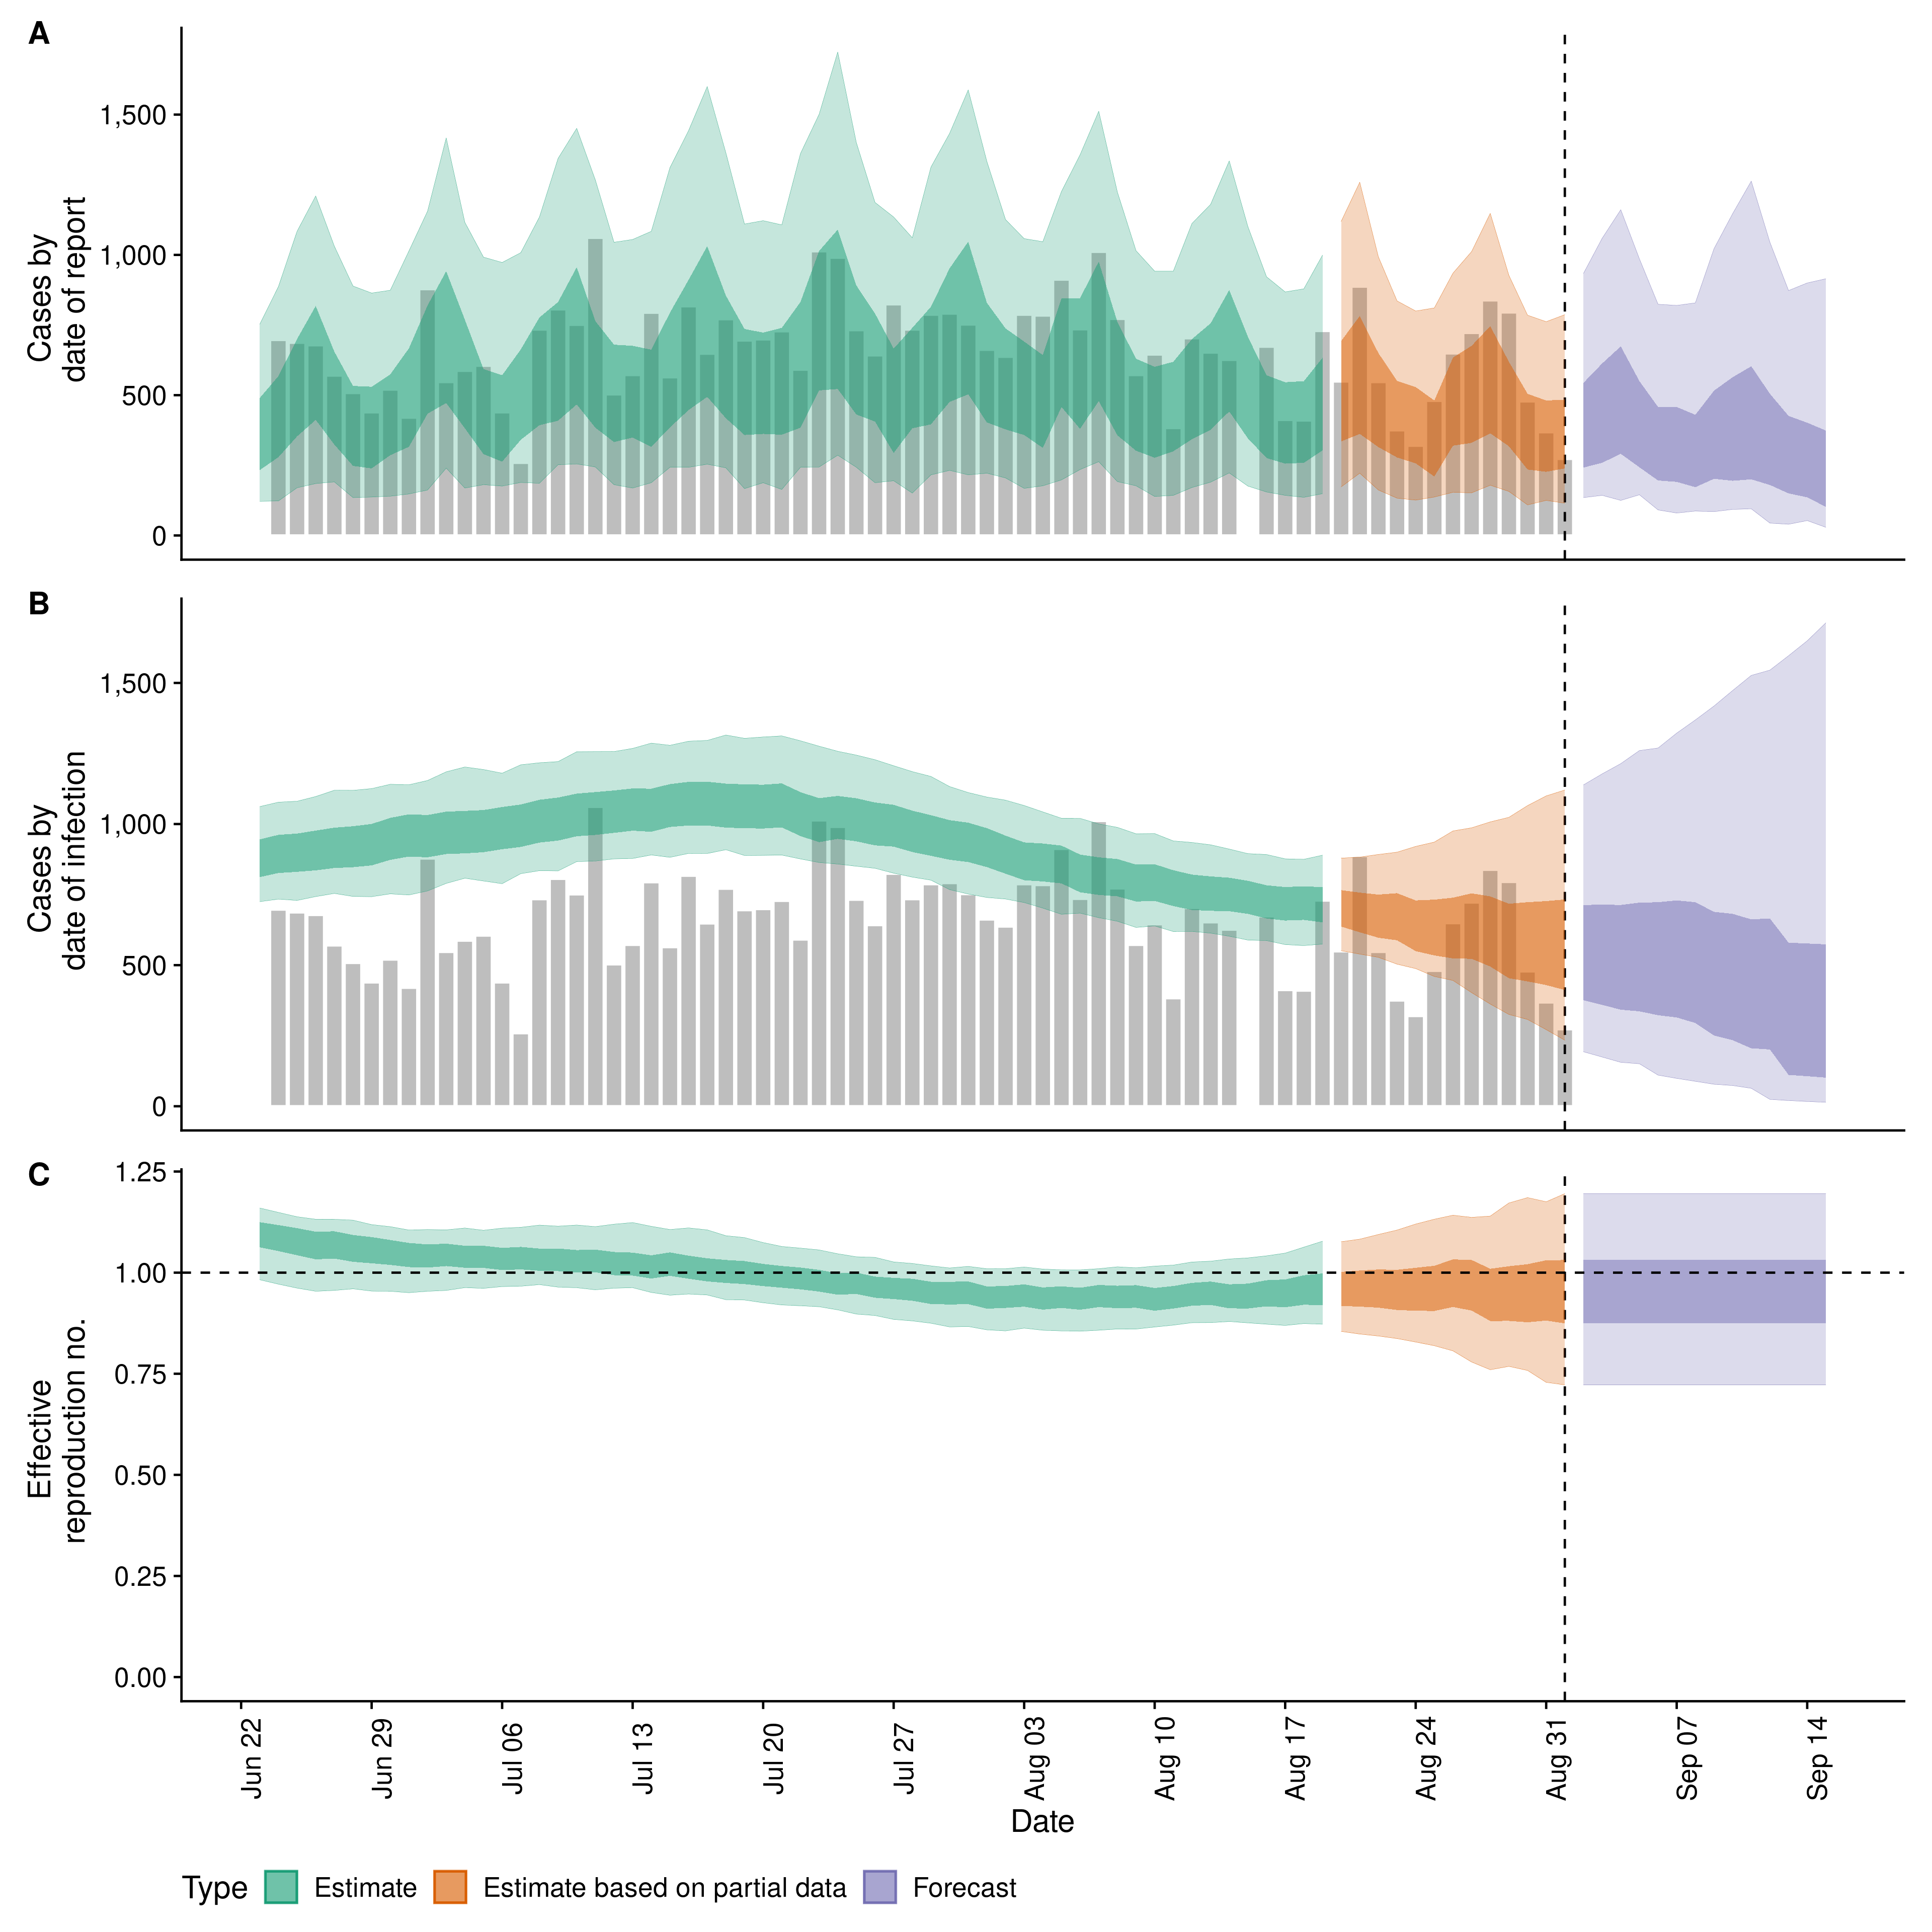 A
Cases by
date of report
1,500
1,000
500
0
B
Cases by
date of infection
1,500
1,000
500
0
C
Effective
reproduction no.
1.25
1.00
0.75
0.50
0.25
0.00
Jun 22
Jun 29
Jul 06
Jul 13
Jul 20
Jul 27
Aug 03
Aug 10
Aug 17
Aug 24
Aug 31
Sep 07
Sep 14
Date
Type Estimate Estimate based on partial data Forecast